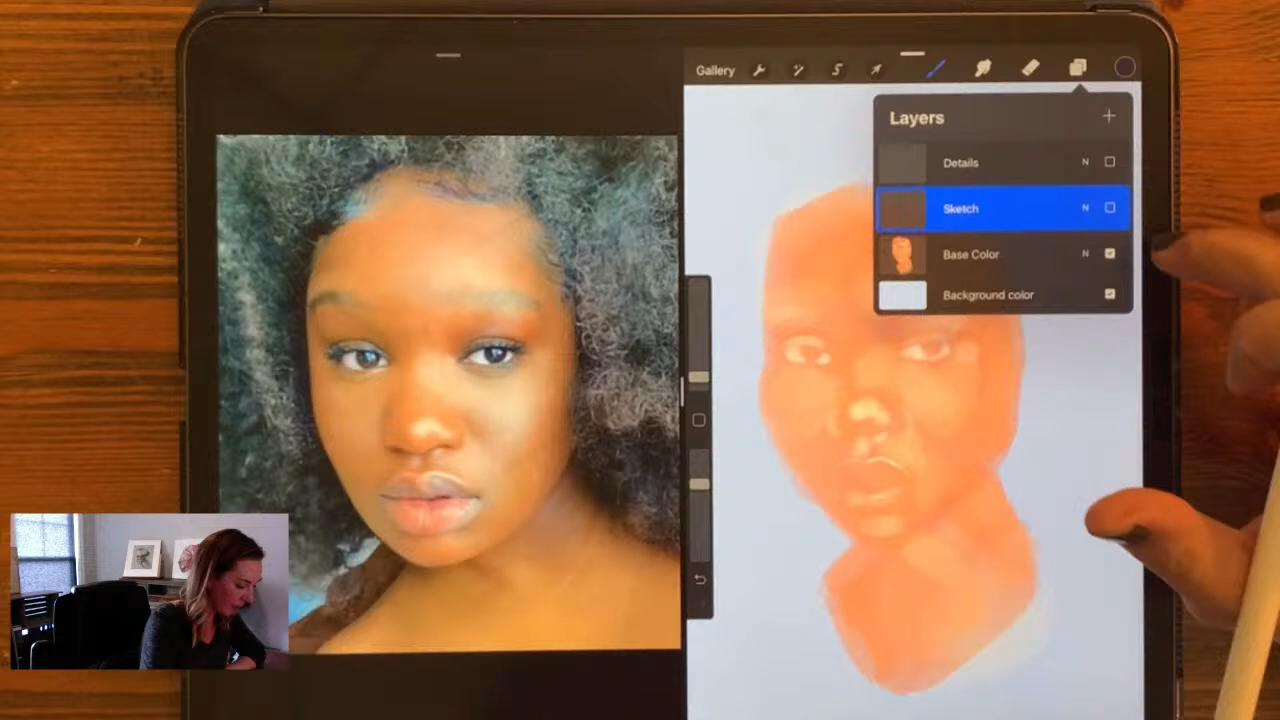 Gallery
Layers
Details N
Sketch N
Base Color N
Background color